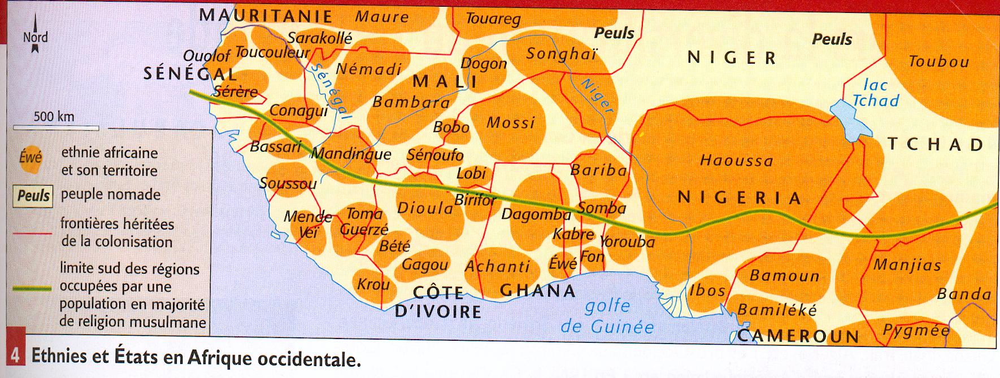 MAURITANIE
Maure
Touareg
Peuls
Peuls
Nord
Sarakollé
Ouolof
Toucouleur
Némadi
Dogon
Songhaï
NIGER
Toubou
SÉNÉGAL
Sénégal
MALI
Niger
lac
Tchad
Sérère
Conagui
Bambara
Bobo
Mossi
500 km
TCHAD
Bassari
Mandingue
Sénoufo
Lobi
Bariba
Haoussa
Éwé
ethnie africaine
et son territoire
Peuls
peuple nomade
frontières héritées
de la colonisation
limite sud des régions
occupées par une
population en majorité
de religion musulmane
Soussou
Birifor
NIGERIA
Mende
Veï
Toma
Guerzé
Dioula
Dagomba
Somba
Kabre
Yorouba
Bété
Gagou
Achanti
Éwé
Fon
Manjias
Krou
CÔTE
D'IVOIRE
GHANA
Ibos
Bamoun
Banda
golfe
de Guinée
Bamiléké
CAMEROUN
Pygmée
4 Ethnies et États en Afrique occidentale.